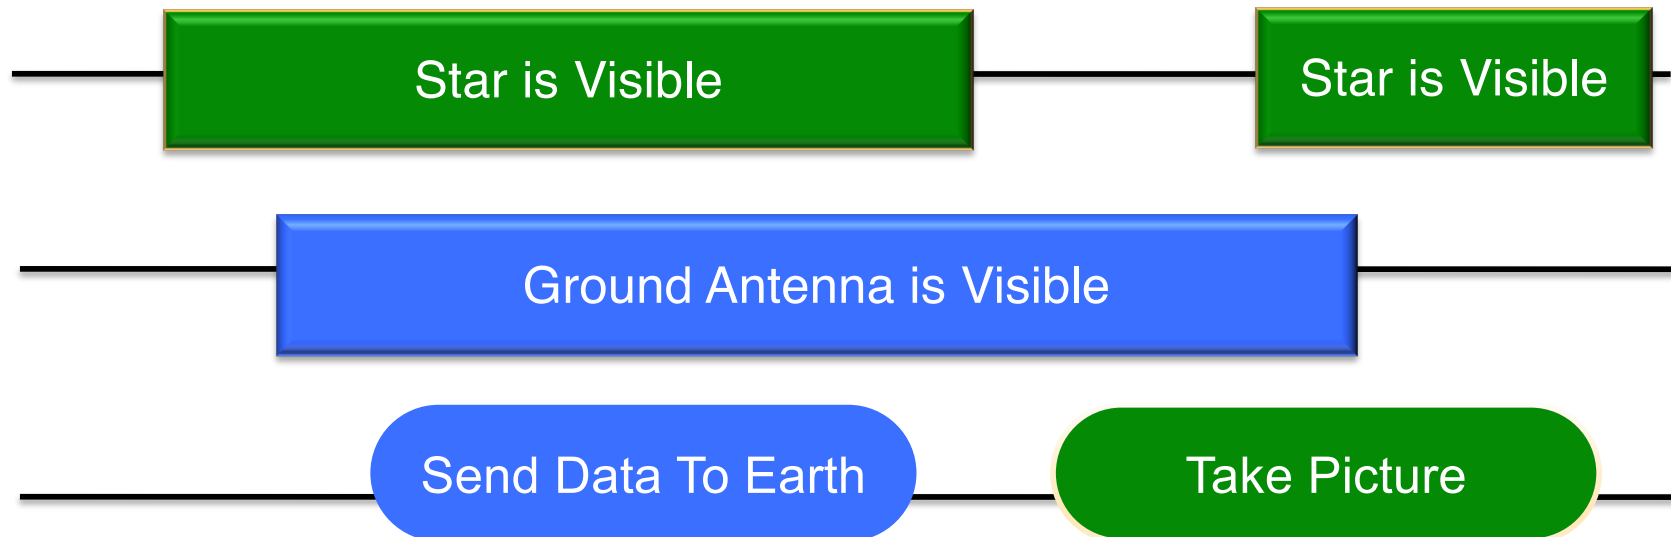 Star is Visible
Star is Visible
Ground Antenna is Visible
Send Data To Earth
Take Picture